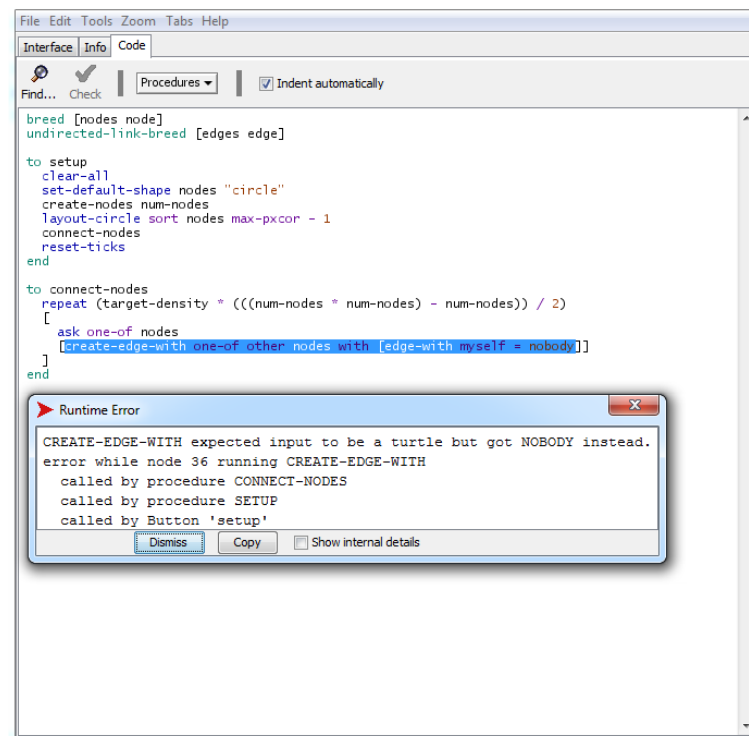 File Edit Tools Zoom Tabs Help
Interface Info Code
Find... Check Procedures Indent automatically
breed [nodes node]
undirected-link-breed [edges edge]
to setup
clear-all
set-default-shape nodes "circle"
create-nodes num-nodes
layout-circle sort nodes max-pxcor - 1
connect-nodes
reset-ticks
end
to connect-nodes
repeat (target-density * (((num-nodes * num-nodes) - num-nodes)) / 2)
[
ask one-of nodes
[create-edge-with one-of other nodes with [edge-with myself = nobody]]
]
end
Runtime Error
CREATE-EDGE-WITH expected input to be a turtle but got NOBODY instead.
error while node 36 running CREATE-EDGE-WITH
called by procedure CONNECT-NODES
called by procedure SETUP
called by Button 'setup'
Dismiss Copy Show internal details